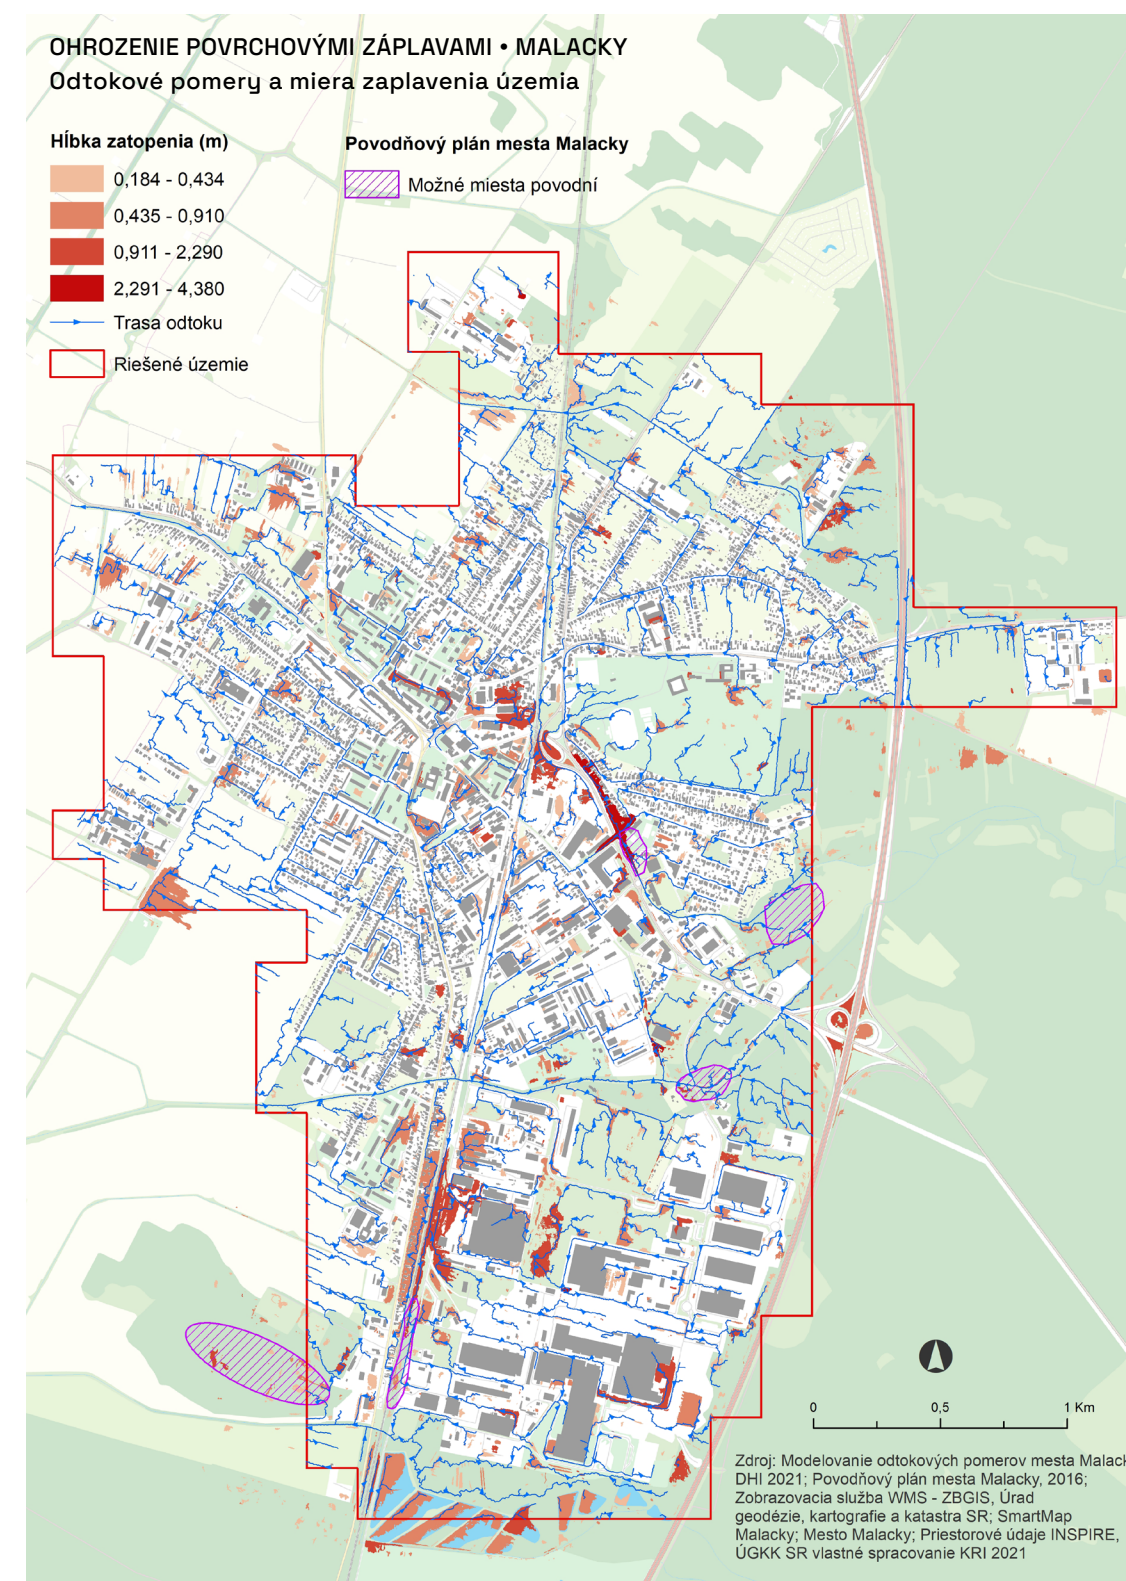 OHROZENIE POVRCHOVÝMI ZÁPLAVAMI • MALACKY
Odtokové pomery a miera zaplavenia územia
Hĺbka zatopenia (m)
0,184 - 0,434
0,435 - 0,910
0,911 - 2,290
2,291 - 4,380
Trasa odtoku
Riešené územie
Povodňový plán mesta Malacky
Možné miesta povodní
0 0,5 1 Km
Zdroj: Modelovanie odtokových pomerov mesta Malack
DHI 2021; Povodňový plán mesta Malacky, 2016;
Zobrazovacia služba WMS - ZBGIS, Úrad
geodézie, kartografie a katastra SR; SmartMap
Malacky; Mesto Malacky; Priestorové údaje INSPIRE,
ÚGKK SR vlastné spracovanie KRI 2021